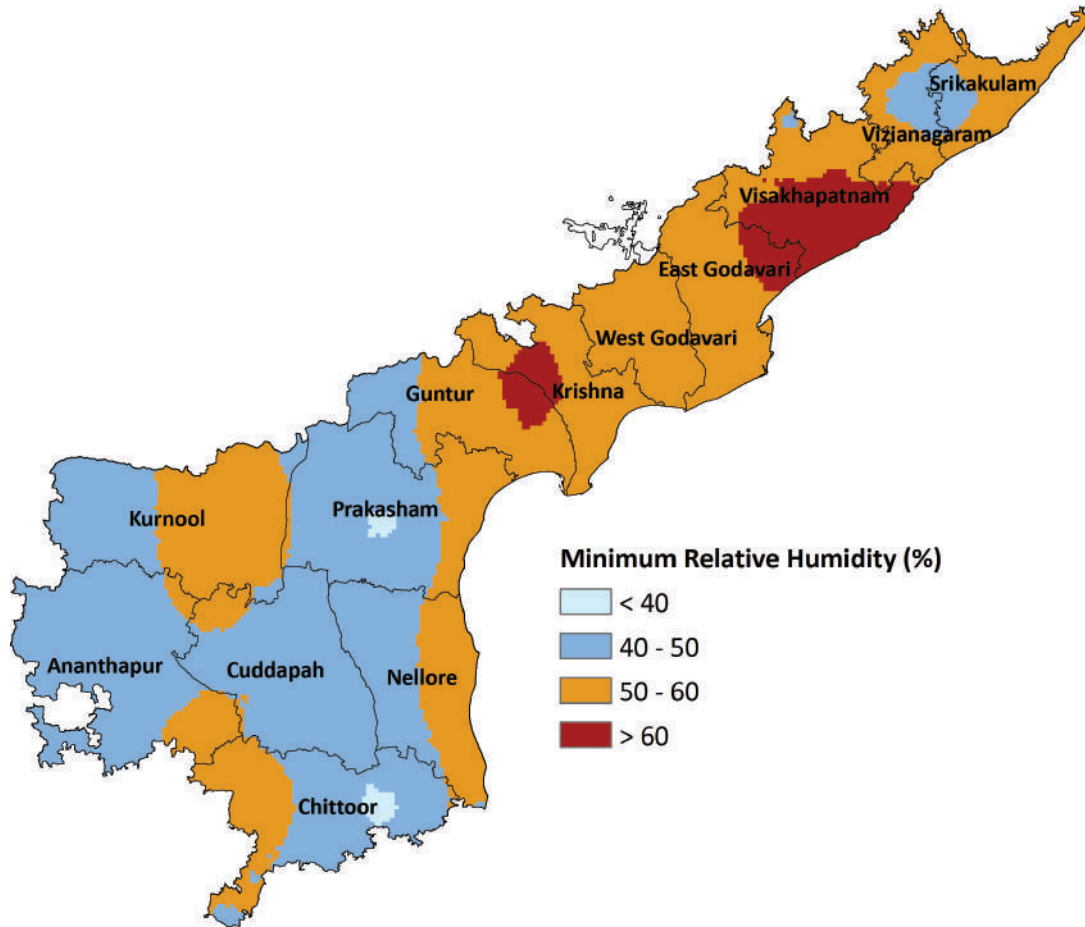 Srikakulam
Vizianagaram
Visakhapatnam
East Godavari
West Godavari
Guntur
Krishna
Prakasham
Kurnool
Minimum Relative Humidity (%)
< 40
40 - 50
Ananthapur
Cuddapah
Nellore
50 - 60
> 60
Chittoor